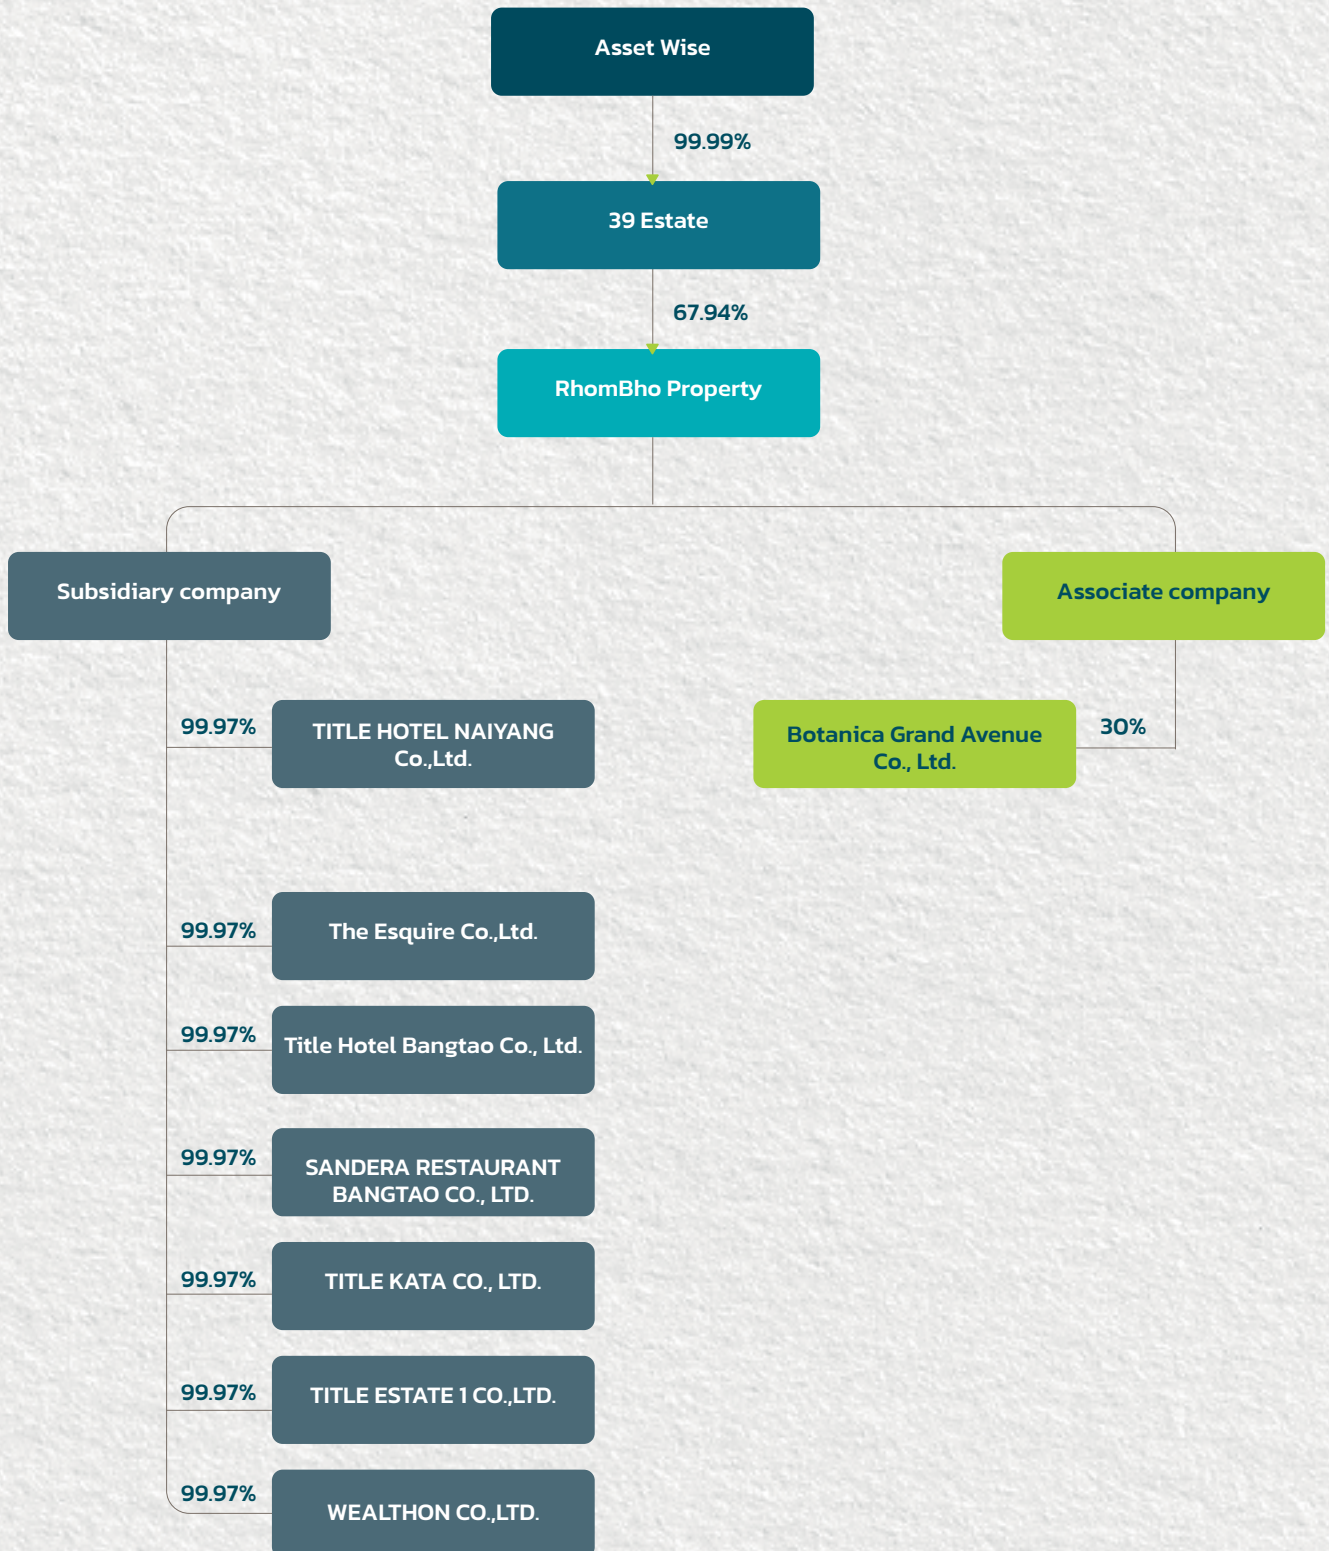 Asset Wise
99.99%
39 Estate
67.94%
RhomBho Property
Subsidiary company
Associate company
99.97%
TITLE HOTEL NAIYANG
Co.,Ltd.
Botanica Grand Avenue
Co., Ltd.
30%
99.97%
The Esquire Co.,Ltd.
99.97%
Title Hotel Bangtao Co., Ltd.
99.97%
SANDERA RESTAURANT
BANGTAO CO., LTD.
99.97%
TITLE KATA CO., LTD.
99.97%
TITLE ESTATE 1 CO.,LTD.
99.97%
WEALTHON CO.,LTD.